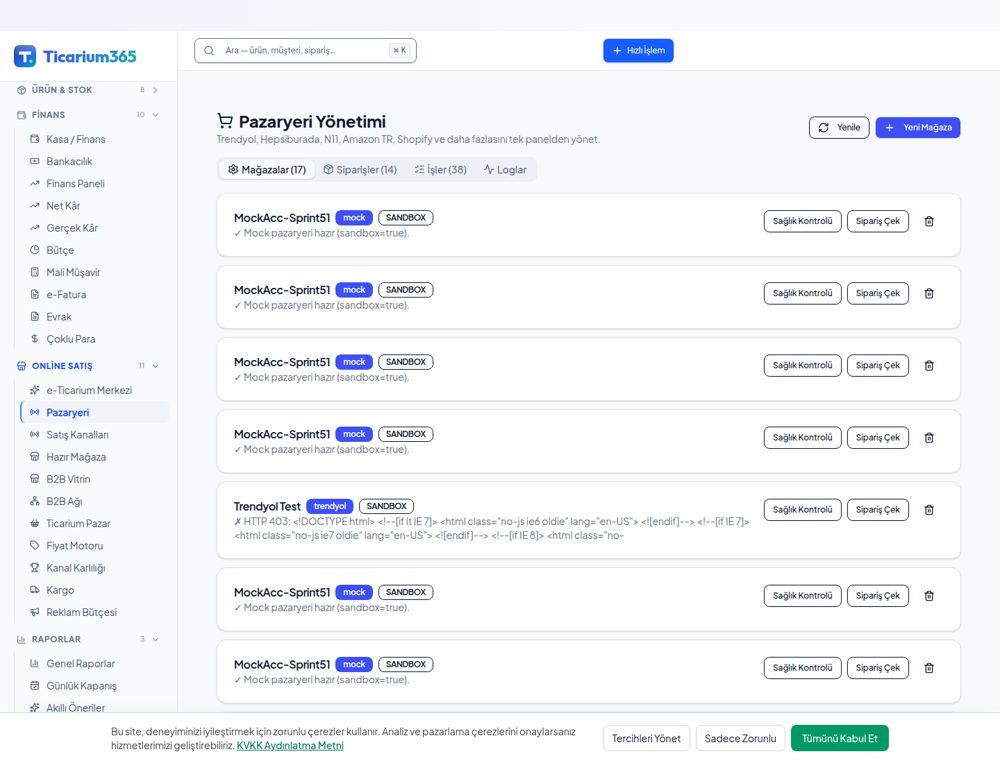 Ticarium365
Ara — ürün, müşteri, sipariş...
⌘ K
Hızlı İşlem
ÜRÜN & STOK 8
FİNANS 10
Kasa / Finans
Bankacılık
Finans Paneli
Net Kâr
Gerçek Kâr
Bütçe
Mali Müşavir
e-Fatura
Evrak
Çoklu Para
ONLİNE SATIŞ 11
e-Ticarium Merkezi
Pazaryeri
Satış Kanalları
Hazır Mağaza
B2B Vitrin
B2B Ağı
Ticarium Pazar
Fiyat Motoru
Kanal Karlılığı
Kargo
Reklam Bütçesi
RAPORLAR 3
Genel Raporlar
Günlük Kapanış
Akıllı Öneriler
Pazaryeri Yönetimi
Trendyol, Hepsiburada, N11, Amazon TR, Shopify ve daha fazlasını tek panelden yönet.
Yenile
Yeni Mağaza
Mağazalar (17)
Siparişler (14)
İşler (38)
Loglar
MockAcc-Sprint51 mock SANDBOX
✓ Mock pazaryeri hazır (sandbox=true).
Sağlık Kontrolü
Sipariş Çek
MockAcc-Sprint51 mock SANDBOX
✓ Mock pazaryeri hazır (sandbox=true).
Sağlık Kontrolü
Sipariş Çek
MockAcc-Sprint51 mock SANDBOX
✓ Mock pazaryeri hazır (sandbox=true).
Sağlık Kontrolü
Sipariş Çek
MockAcc-Sprint51 mock SANDBOX
✓ Mock pazaryeri hazır (sandbox=true).
Sağlık Kontrolü
Sipariş Çek
Trendyol Test trendyol SANDBOX
✗ HTTP 403: <!DOCTYPE html> <!--[if lt IE 7]> <html class="no-js ie6 oldie" lang="en-US"> <![endif]--> <!--[if IE 7]>
<html class="no-js ie7 oldie" lang="en-US"> <![endif]--> <!--[if IE 8]> <html class="no-
Sağlık Kontrolü
Sipariş Çek
MockAcc-Sprint51 mock SANDBOX
✓ Mock pazaryeri hazır (sandbox=true).
Sağlık Kontrolü
Sipariş Çek
MockAcc-Sprint51 mock SANDBOX
✓ Mock pazaryeri hazır (sandbox=true).
Sağlık Kontrolü
Sipariş Çek
Bu site, deneyiminizi iyileştirmek için zorunlu çerezler kullanır. Analiz ve pazarlama çerezlerini onaylarsanız
hizmetlerimizi geliştirebiliriz. KVKK Aydınlatma Metni
Tercihleri Yönet
Sadece Zorunlu
Tümünü Kabul Et